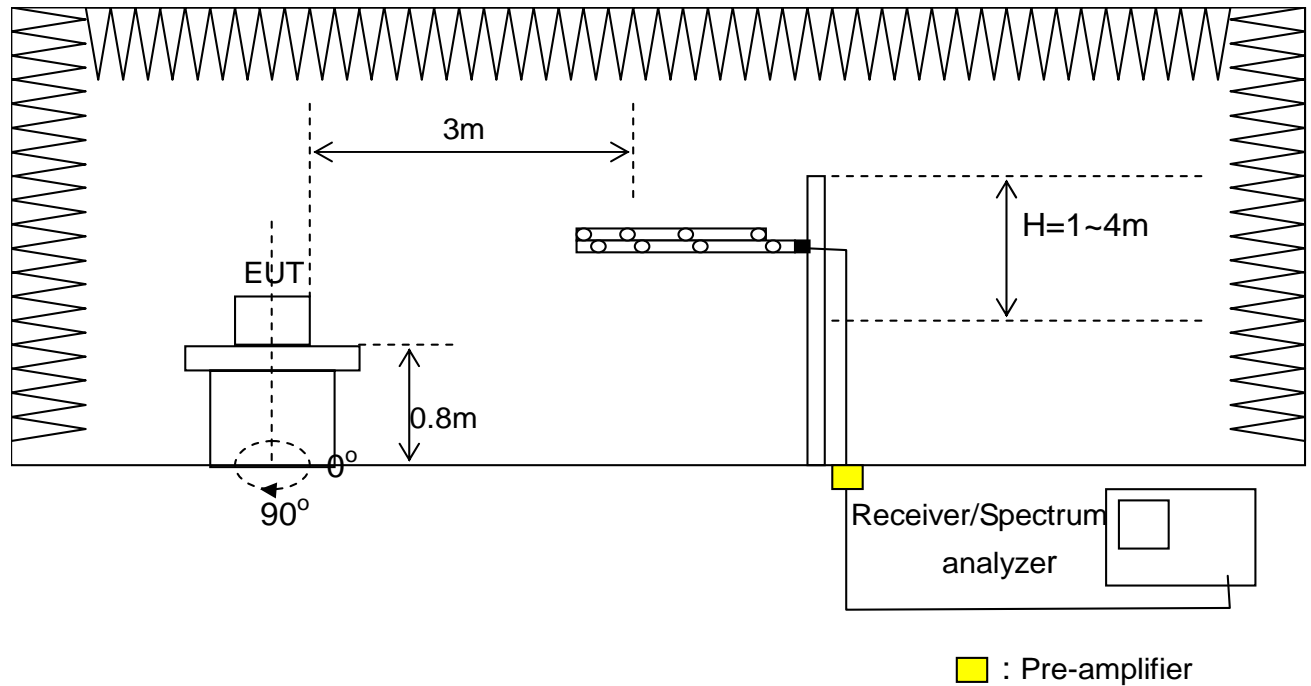 3m
H=1~4m
EUT
0.8m
0°
90°
Receiver/Spectrum
analyzer
: Pre-amplifier